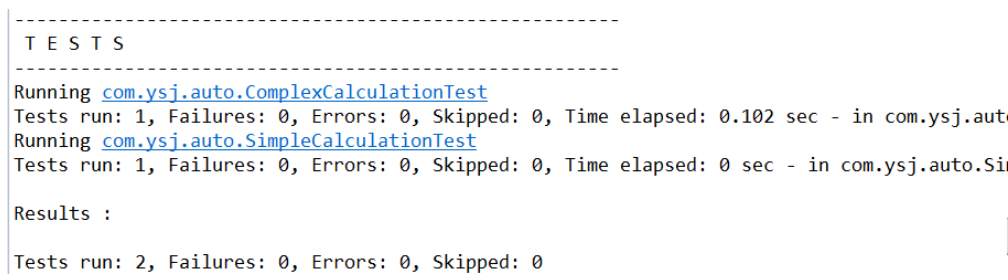 -------------------------------------------------------
T E S T S
-------------------------------------------------------
Running com.ysj.auto.ComplexCalculationTest
Tests run: 1, Failures: 0, Errors: 0, Skipped: 0, Time elapsed: 0.102 sec - in com.ysj.aut
Running com.ysj.auto.SimpleCalculationTest
Tests run: 1, Failures: 0, Errors: 0, Skipped: 0, Time elapsed: 0 sec - in com.ysj.auto.Si
Results :
Tests run: 2, Failures: 0, Errors: 0, Skipped: 0